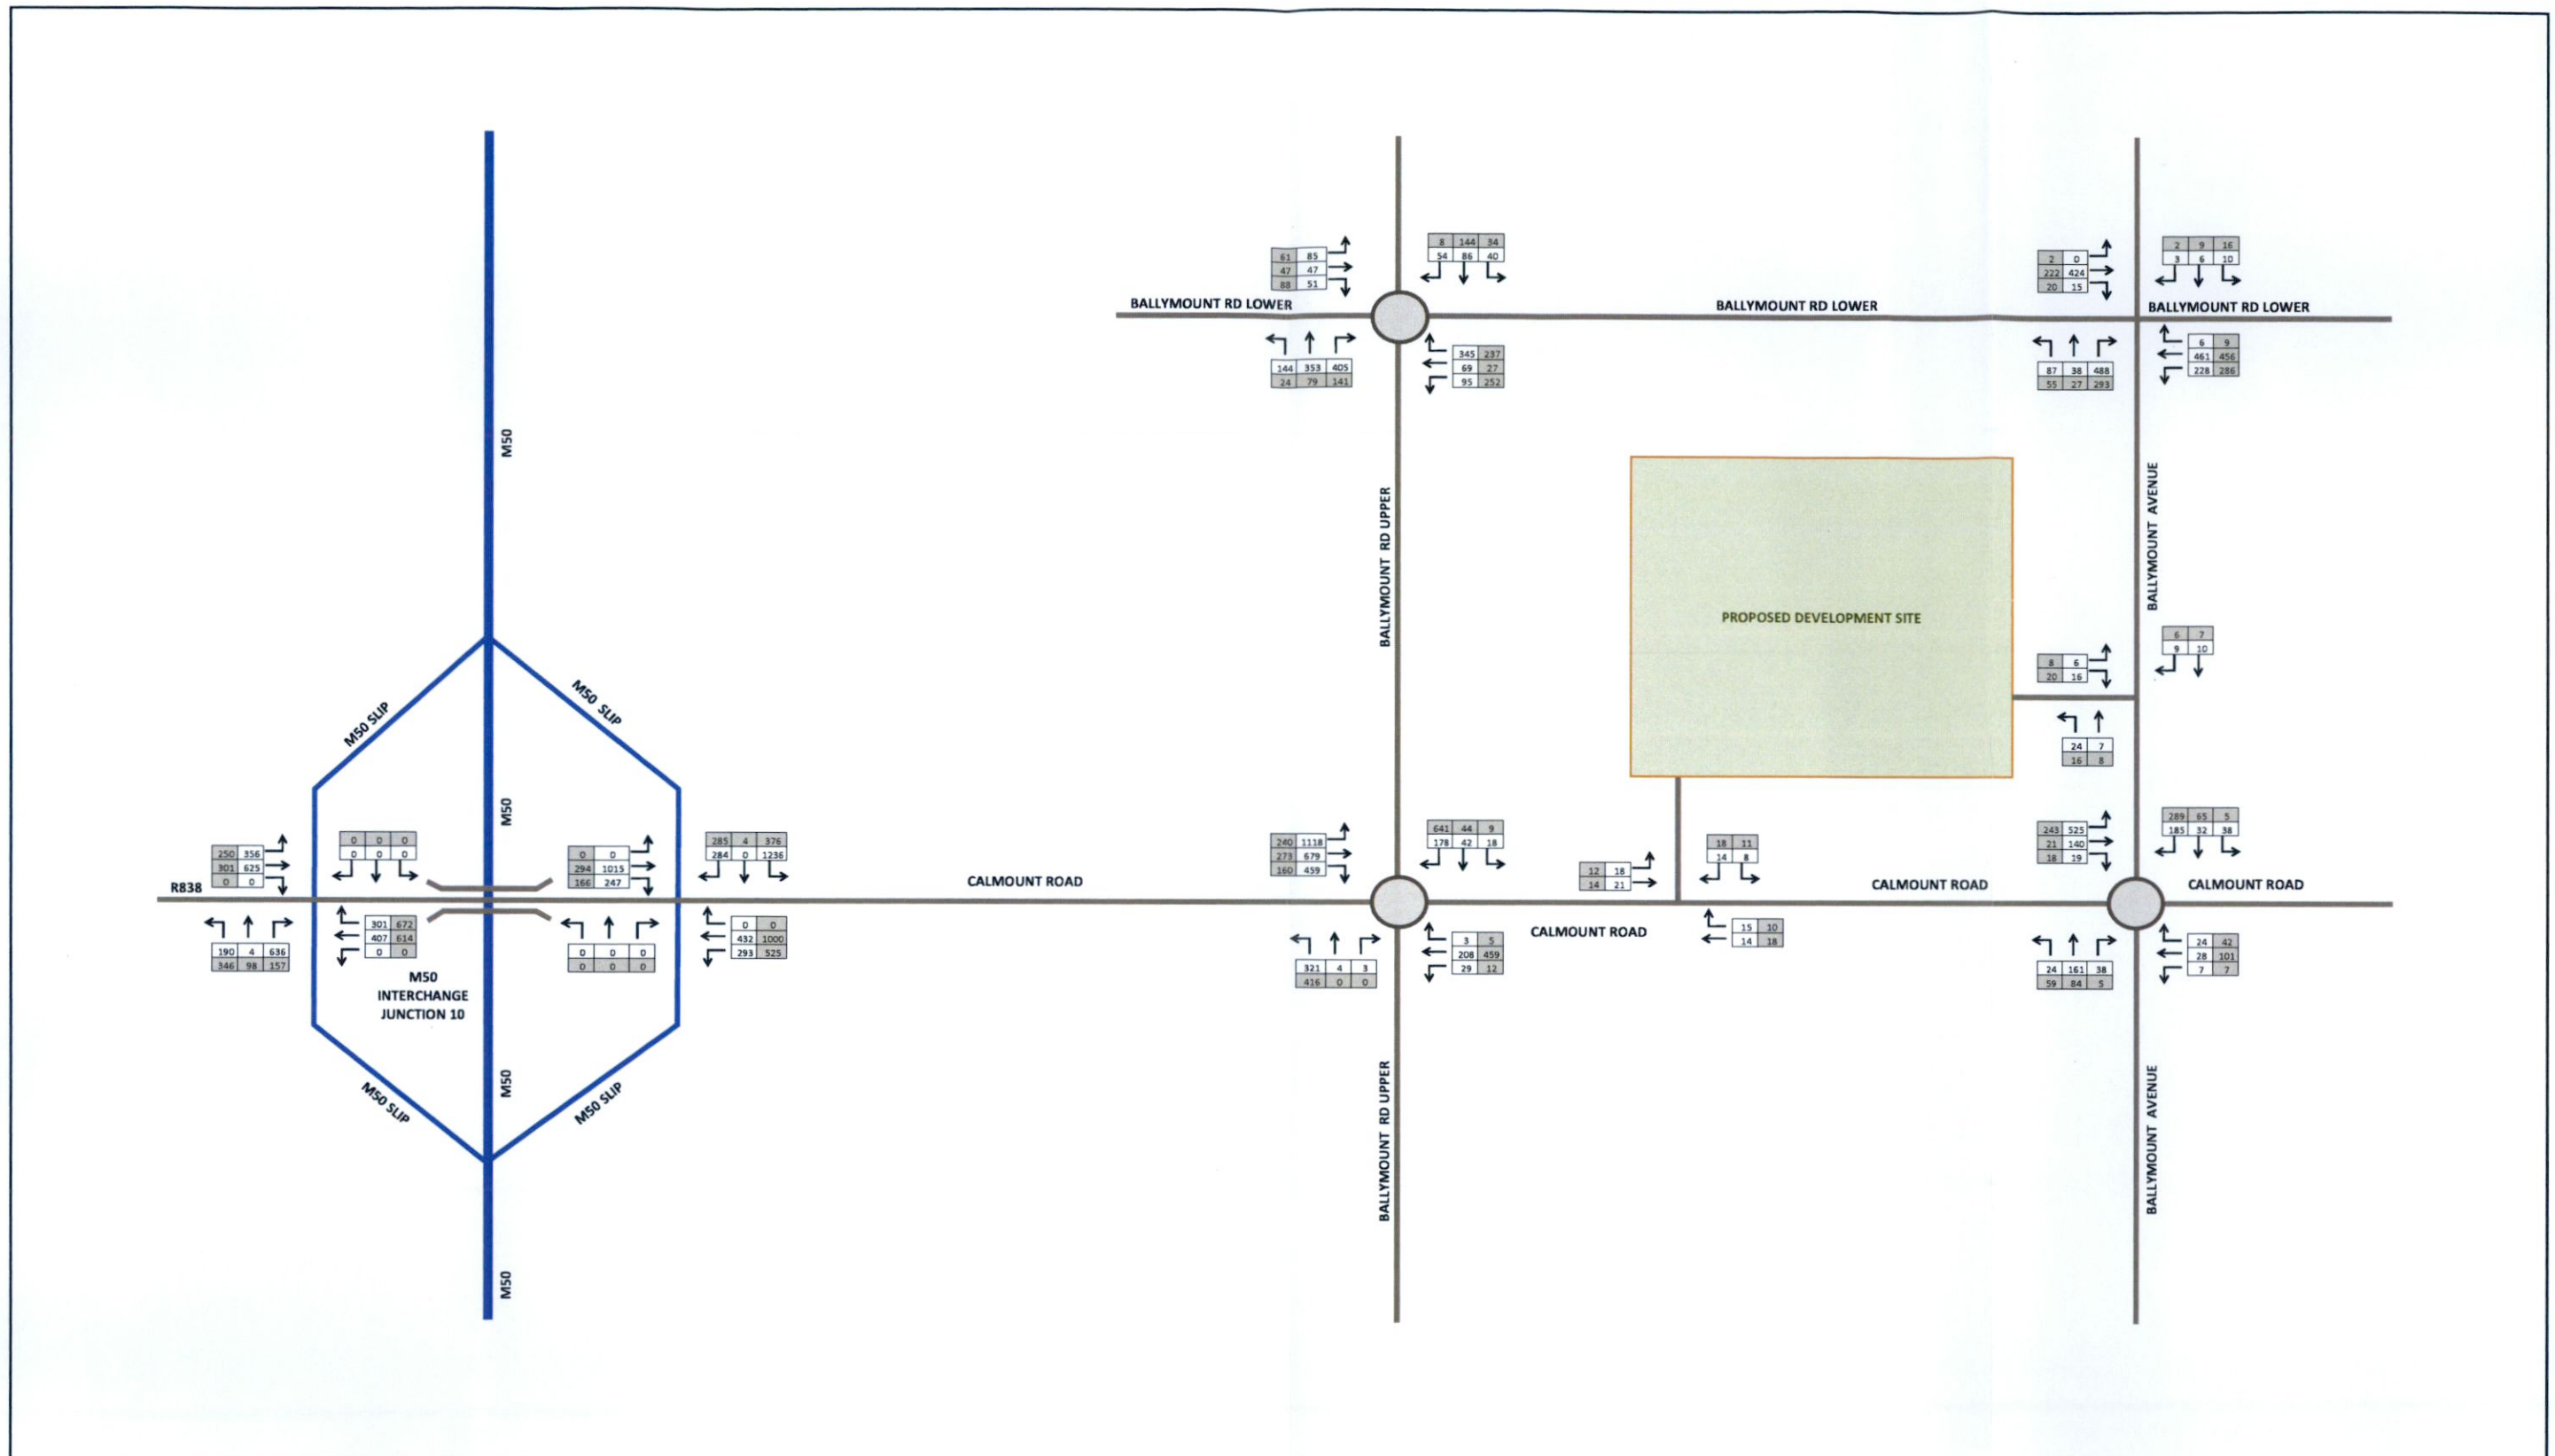 61 85
47 47
88 51
8 144 34
54 86 40
BALLYMOUNT RD LOWER
144 353 405
24 79 141
345 237
69 27
95 252
BALLYMOUNT RD LOWER
2 0
222 424
20 15
2 9 16
3 6 10
BALLYMOUNT RD LOWER
87 38 488
55 27 293
6 9
461 456
228 286
M50
BALLYMOUNT RD UPPER
BALLYMOUNT AVENUE
PROPOSED DEVELOPMENT SITE
8 6
20 16
6 7
9 10
24 7
16 8
M50 SLIP
M50 SLIP
M50
250 356
301 625
0 0
0 0 0
0 0 0
0 0
294 1015
166 247
285 4 376
284 0 1236
R838
190 4 636
346 98 157
301 672
407 614
0 0
0 0 0
0 0 0
0 0
432 1000
293 525
M50
INTERCHANGE
JUNCTION 10
CALMOUNT ROAD
240 1118
273 679
160 459
641 44 9
178 42 18
321 4 3
416 0 0
3 5
208 459
29 12
12 18
14 21
18 11
14 8
CALMOUNT ROAD
15 10
14 18
CALMOUNT ROAD
243 525
21 140
18 19
289 65 5
185 32 38
CALMOUNT ROAD
24 161 38
59 84 5
24 42
28 101
7 7
M50 SLIP
M50 SLIP
M50
BALLYMOUNT RD UPPER
BALLYMOUNT AVENUE
M50